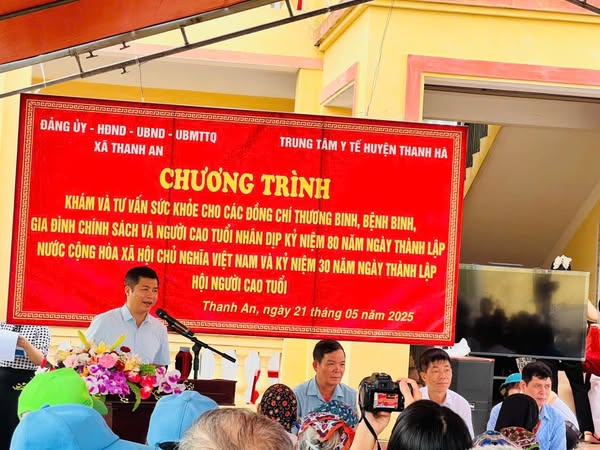 ĐẢNG ỦY - HĐND - UBND - UBMTTQ
XÃ THANH AN
TRUNG TÂM Y TẾ HUYỆN THANH HÀ
CHƯƠNG TRÌNH
KHÁM VÀ TƯ VẤN SỨC KHỎE CHO CÁC ĐỒNG CHÍ THƯƠNG BINH, BỆNH BINH,
GIA ĐÌNH CHÍNH SÁCH VÀ NGƯỜI CAO TUỔI NHÂN DỊP KỶ NIỆM 80 NĂM NGÀY THÀNH LẬP
NƯỚC CỘNG HÒA XÃ HỘI CHỦ NGHĨA VIỆT NAM VÀ KỶ NIỆM 30 NĂM NGÀY THÀNH LẬP
HỘI NGƯỜI CAO TUỔI
Thanh An, ngày 21 tháng 05 năm 2025